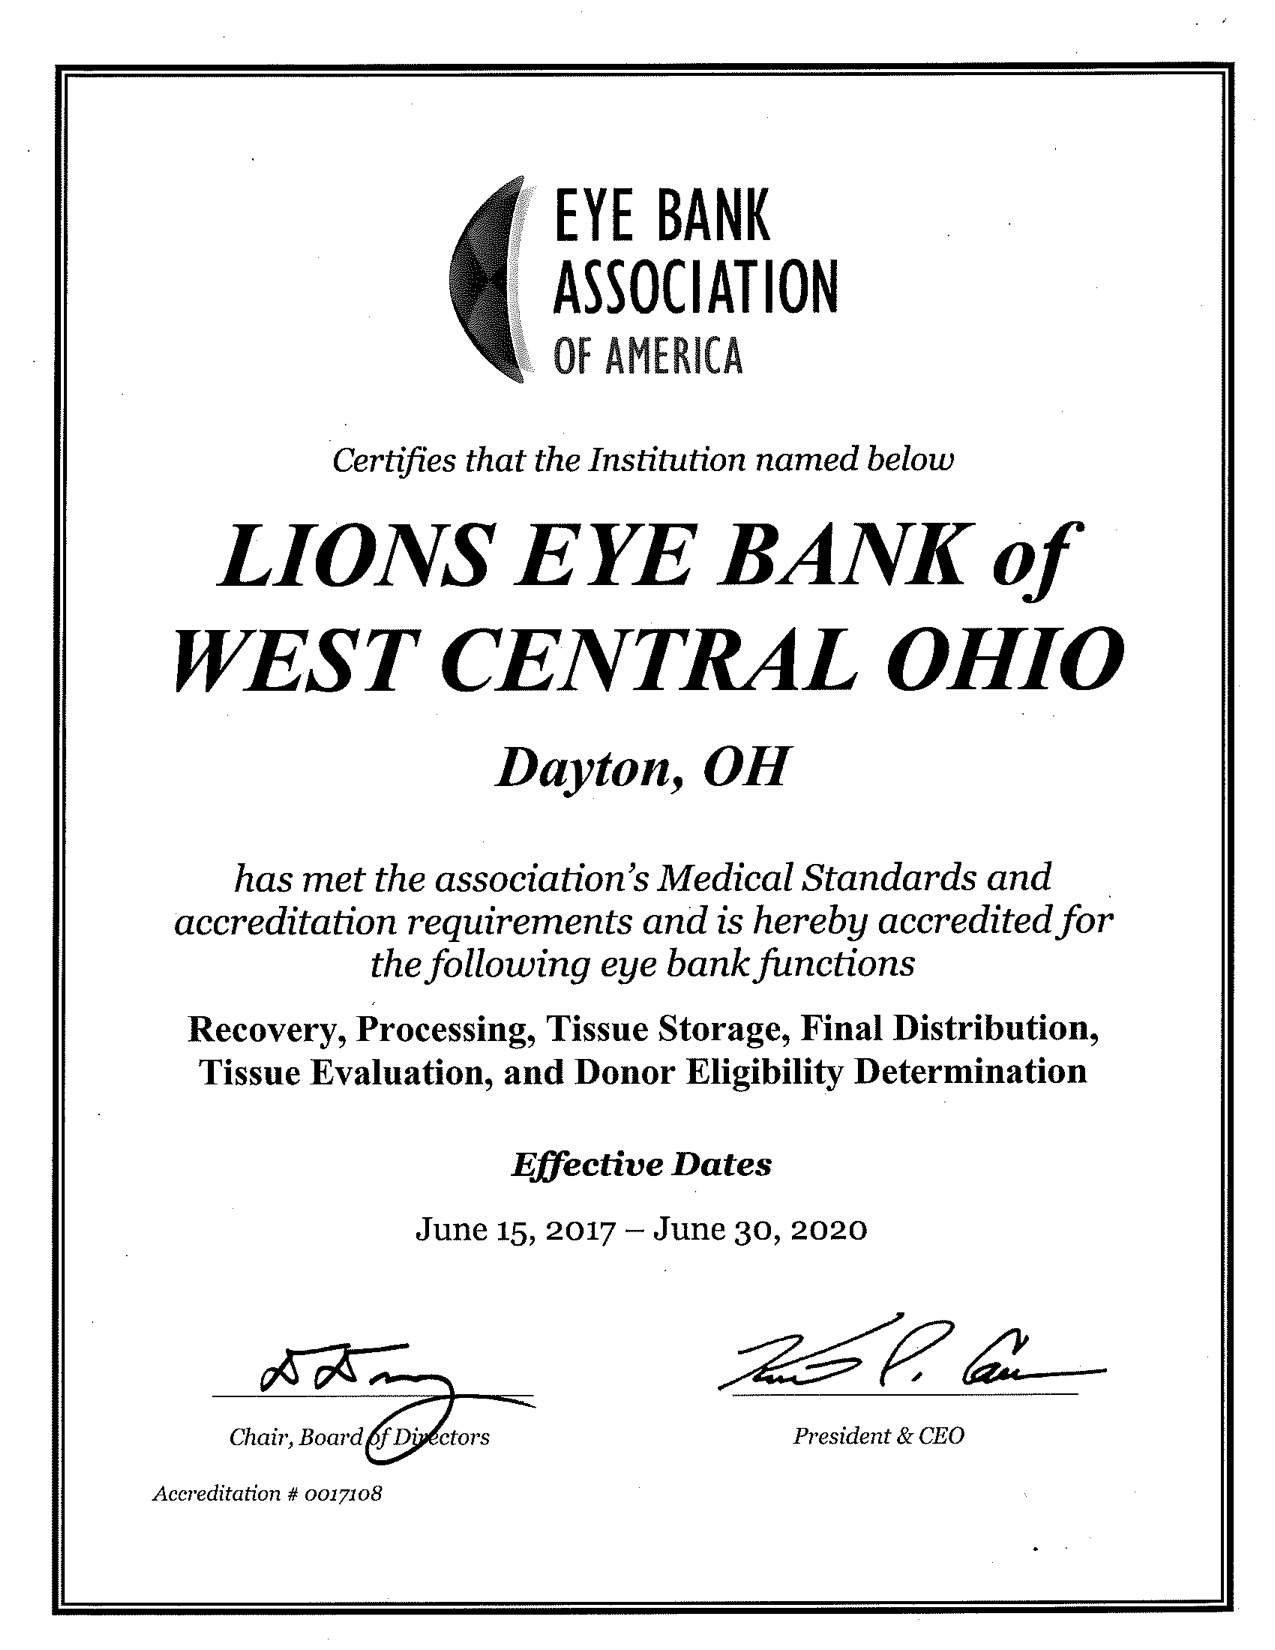 EYE BANK
ASSOCIATION
OF AMERICA
Certifies that the Institution named below
LIONS EYE BANK of
WEST CENTRAL OHIO
Dayton, OH
has met the association's Medical Standards and
accreditation requirements and is hereby accredited for
the following eye bank functions
Recovery, Processing, Tissue Storage, Final Distribution,
Tissue Evaluation, and Donor Eligibility Determination
Effective Dates
June 15, 2017 – June 30, 2020
Chair, Board of Directors
President & CEO
Accreditation # 0017108